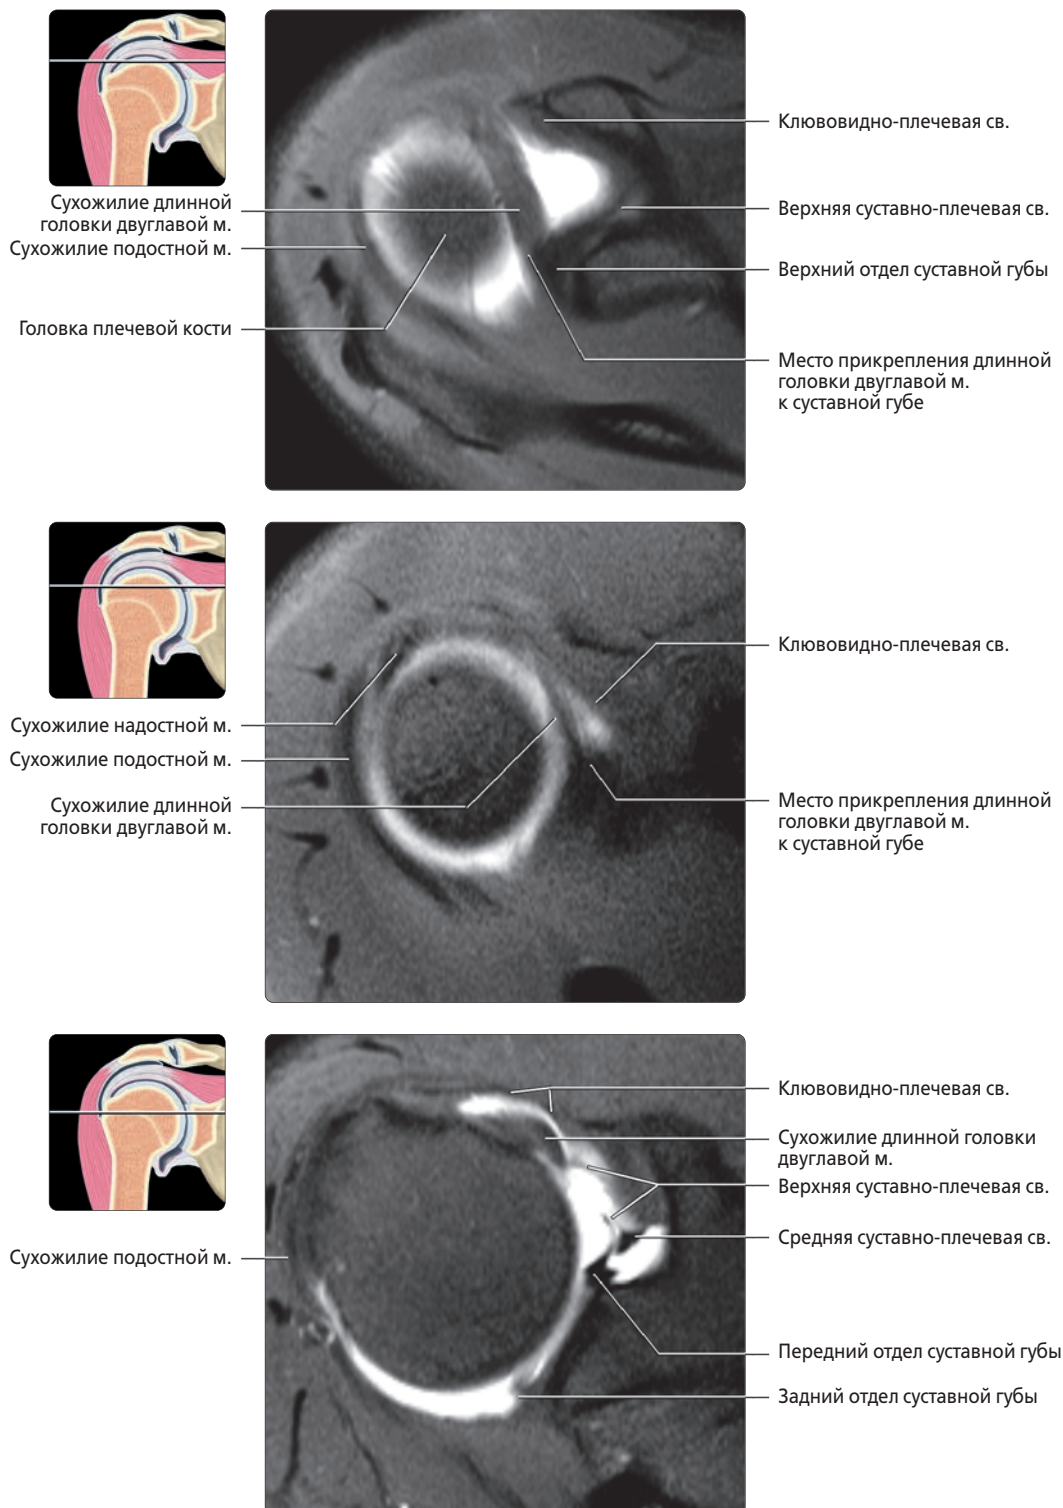 Клювовидно-плечевая св.
Сухожилие длинной
головки двуглавой м.
Верхняя суставно-плечевая св.
Сухожилие подостной м.
Верхний отдел суставной губы
Головка плечевой кости
Место прикрепления длинной
головки двуглавой м.
к суставной губе
Клювовидно-плечевая св.
Сухожилие надостной м.
Сухожилие подостной м.
Сухожилие длинной
головки двуглавой м.
Место прикрепления длинной
головки двуглавой м.
к суставной губе
Клювовидно-плечевая св.
Сухожилие длинной головки
двуглавой м.
Верхняя суставно-плечевая св.
Средняя суставно-плечевая св.
Сухожилие подостной м.
Передний отдел суставной губы
Задний отдел суставной губы